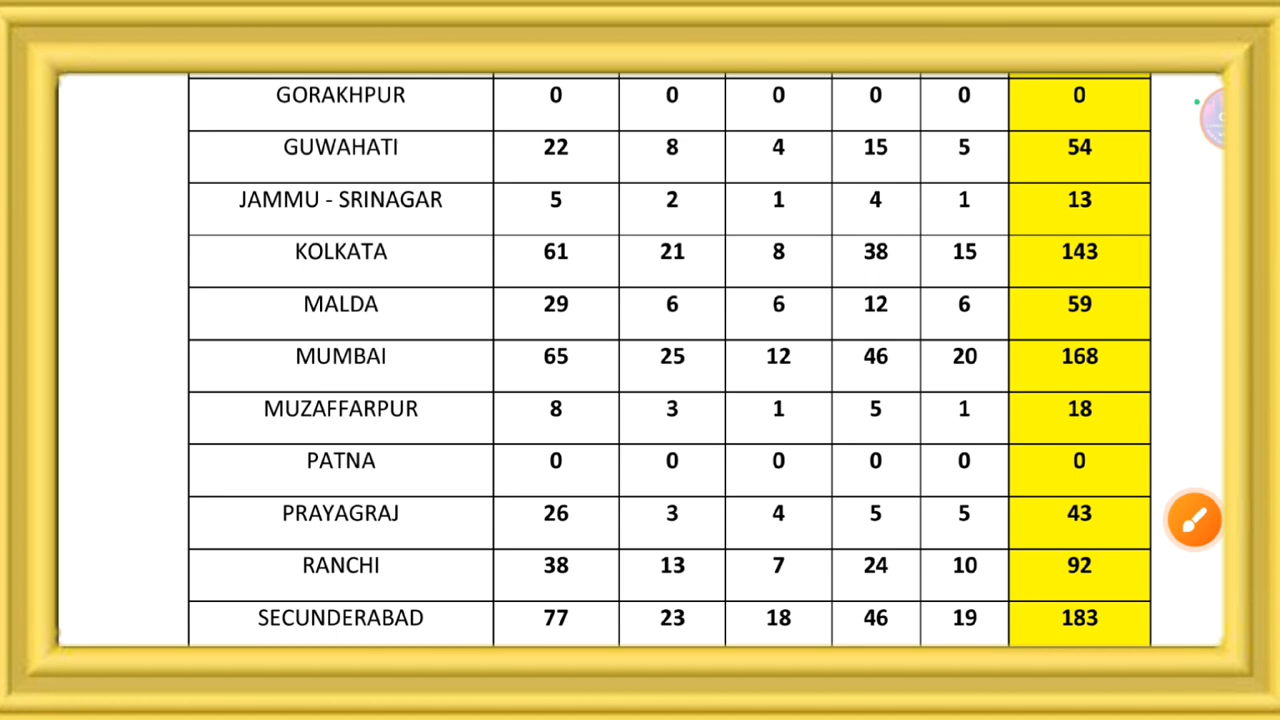 GORAKHPUR 0 0 0 0 0 0
GUWAHATI 22 8 4 15 5 54
JAMMU - SRINAGAR 5 2 1 4 1 13
KOLKATA 61 21 8 38 15 143
MALDA 29 6 6 12 6 59
MUMBAI 65 25 12 46 20 168
MUZAFFARPUR 8 3 1 5 1 18
PATNA 0 0 0 0 0 0
PRAYAGRAJ 26 3 4 5 5 43
RANCHI 38 13 7 24 10 92
SECUNDERABAD 77 23 18 46 19 183